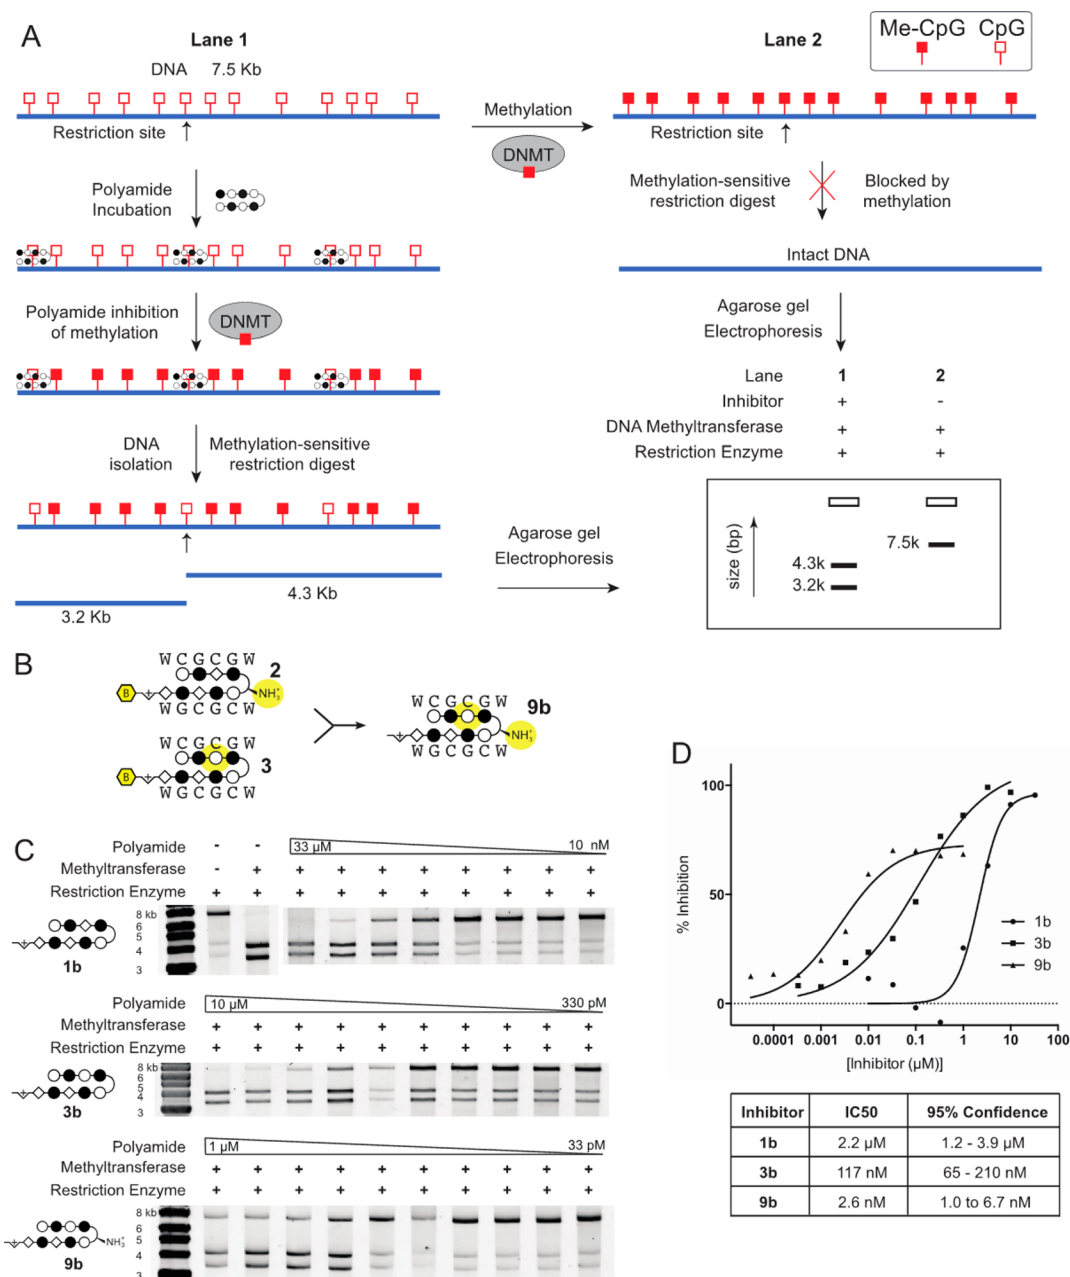 A
Lane 1
DNA 7.5 Kb
Restriction site
Polyamide
Incubation
Polyamide inhibition
of methylation
DNMT
DNA
isolation
Methylation-sensitive
restriction digest
3.2 Kb
4.3 Kb
Methylation
DNMT
Agarose gel
Electrophoresis
Lane 2
Me-CpG CpG
Restriction site
Methylation-sensitive
restriction digest
Blocked by
methylation
Intact DNA
Agarose gel
Electrophoresis
Lane 1 2
Inhibitor + -
DNA Methyltransferase + +
Restriction Enzyme + +
size (bp)
7.5k
4.3k
3.2k
B
W C G C G W
2
B + NH3+
W G C G C W
W C G C G W
3
B +
W G C G C W
W C G C G W
9b
+ NH3+
W G C G C W
C
Polyamide - - 33 µM 10 nM
Methyltransferase - + + + + + + + + +
Restriction Enzyme + + + + + + + + + +
8 kb
6
5
4
3
+
1b
Polyamide 10 µM 330 pM
Methyltransferase + + + + + + + + + +
Restriction Enzyme + + + + + + + + + +
8 kb
6
5
4
3
+
3b
Polyamide 1 µM 33 pM
Methyltransferase + + + + + + + + + +
Restriction Enzyme + + + + + + + + + +
8 kb
6
5
4
3
+ NH3+
9b
D
% Inhibition
100
50
0
1b
3b
9b
0.0001 0.001 0.01 0.1 1 10 100
[Inhibitor (µM)]
Inhibitor IC50 95% Confidence
1b 2.2 µM 1.2 - 3.9 µM
3b 117 nM 65 - 210 nM
9b 2.6 nM 1.0 to 6.7 nM